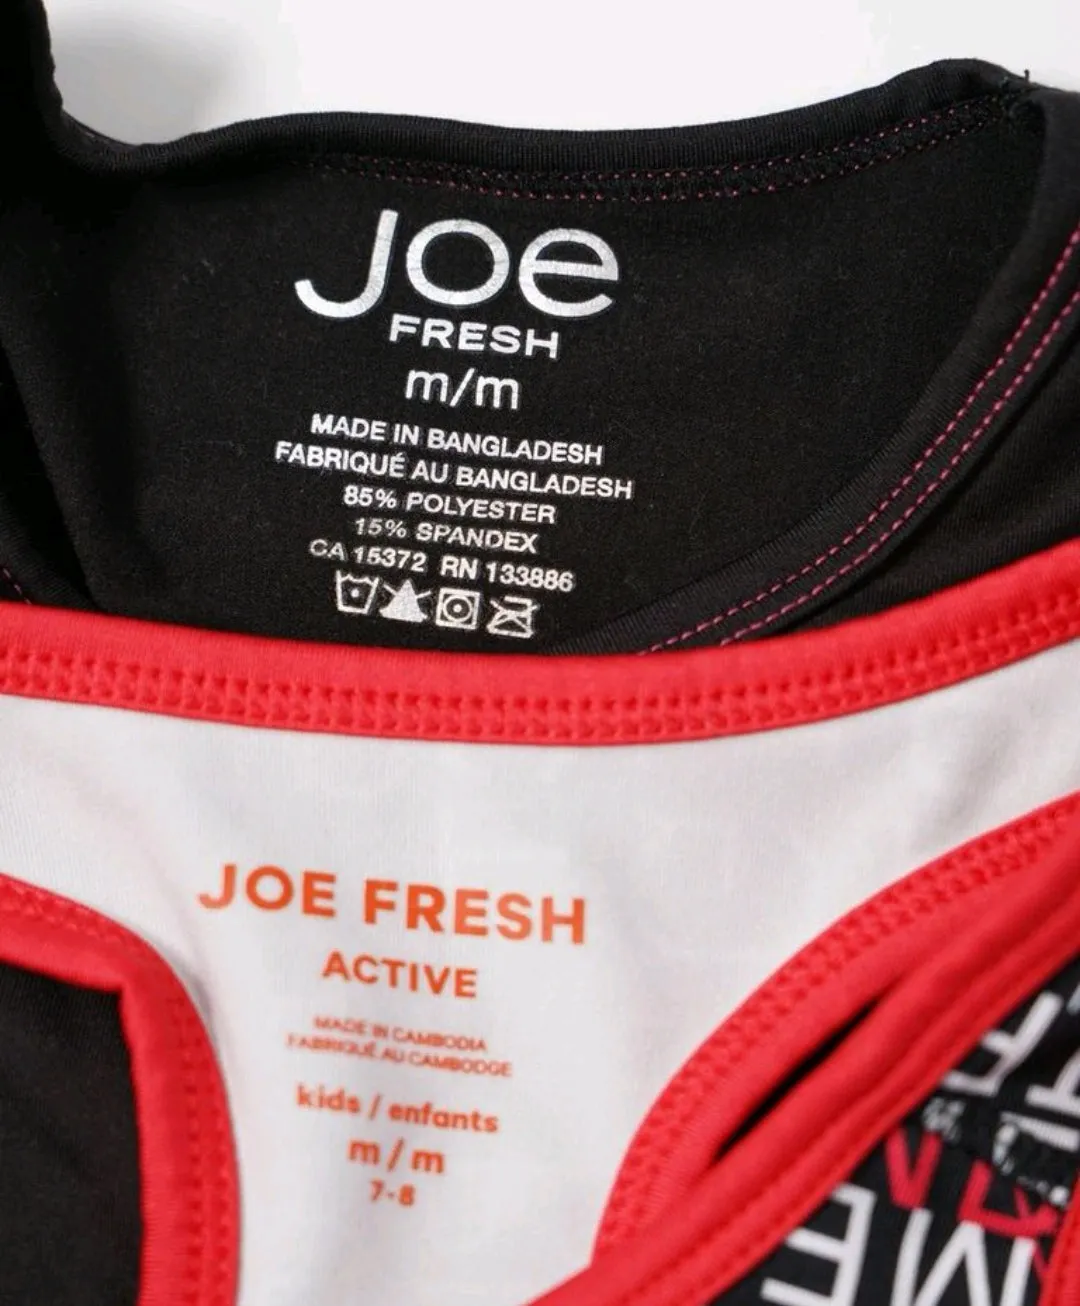 Joe
FRESH
m/m
MADE IN BANGLADESH
FABRIQUÉ AU BANGLADESH
85% POLYESTER
15% SPANDEX
CA 15372 RN 133886
JOE FRESH
ACTIVE
MADE IN CAMBODIA
FABRIQUÉ AU CAMBODGE
kids / enfants
m / m
7-8